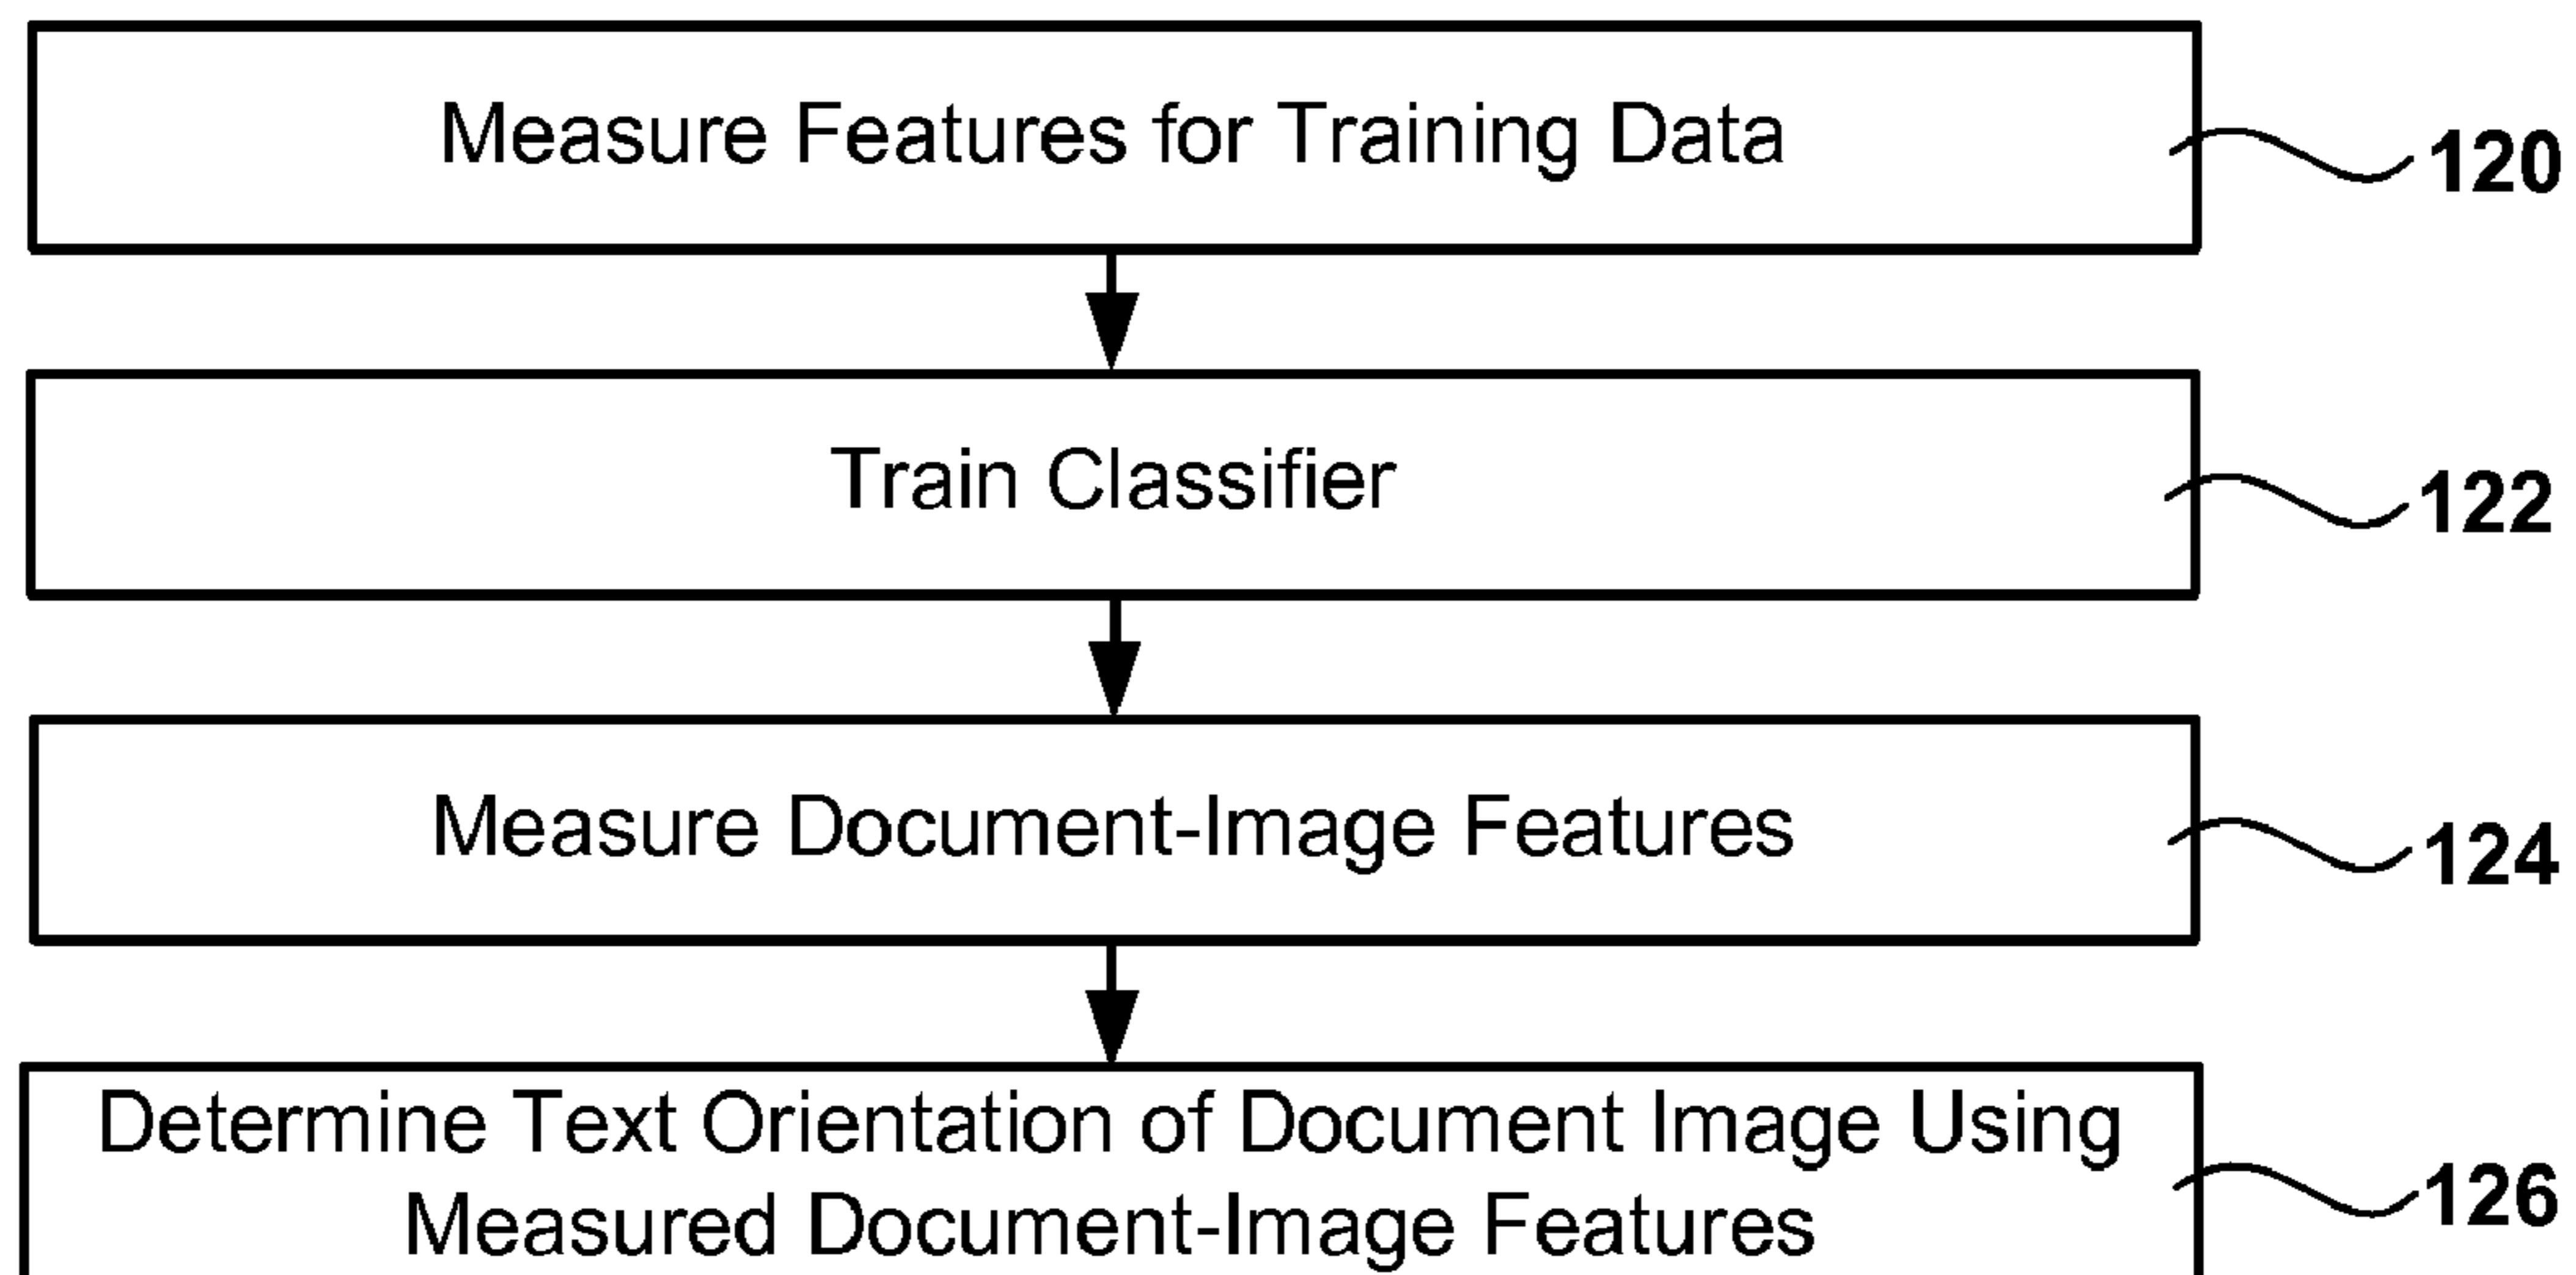 Measure Features for Training Data
120
Train Classifier
122
Measure Document-Image Features
124
Determine Text Orientation of Document Image Using
Measured Document-Image Features
126